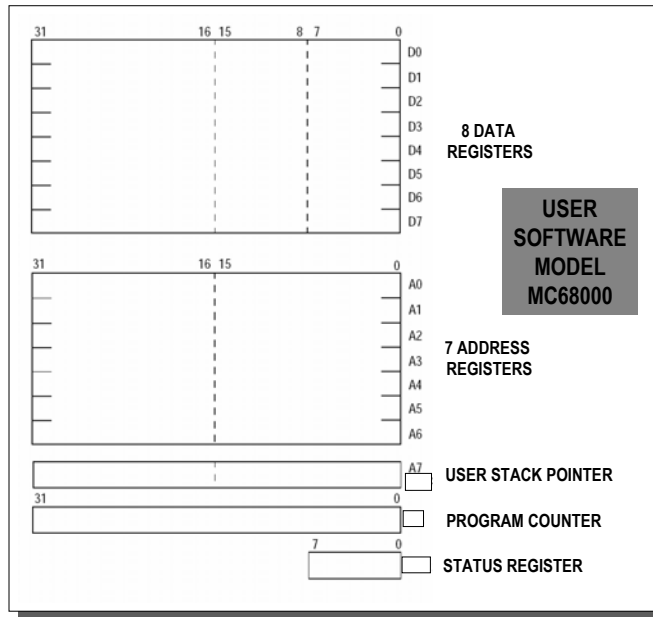 31 16 15 8 7 0
D0
D1
D2
D3
D4
D5
D6
D7
8 DATA
REGISTERS
USER
SOFTWARE
MODEL
MC68000
31 16 15 0
A0
A1
A2
A3
A4
A5
A6
7 ADDRESS
REGISTERS
A7
USER STACK POINTER
31 0
PROGRAM COUNTER
7 0
STATUS REGISTER